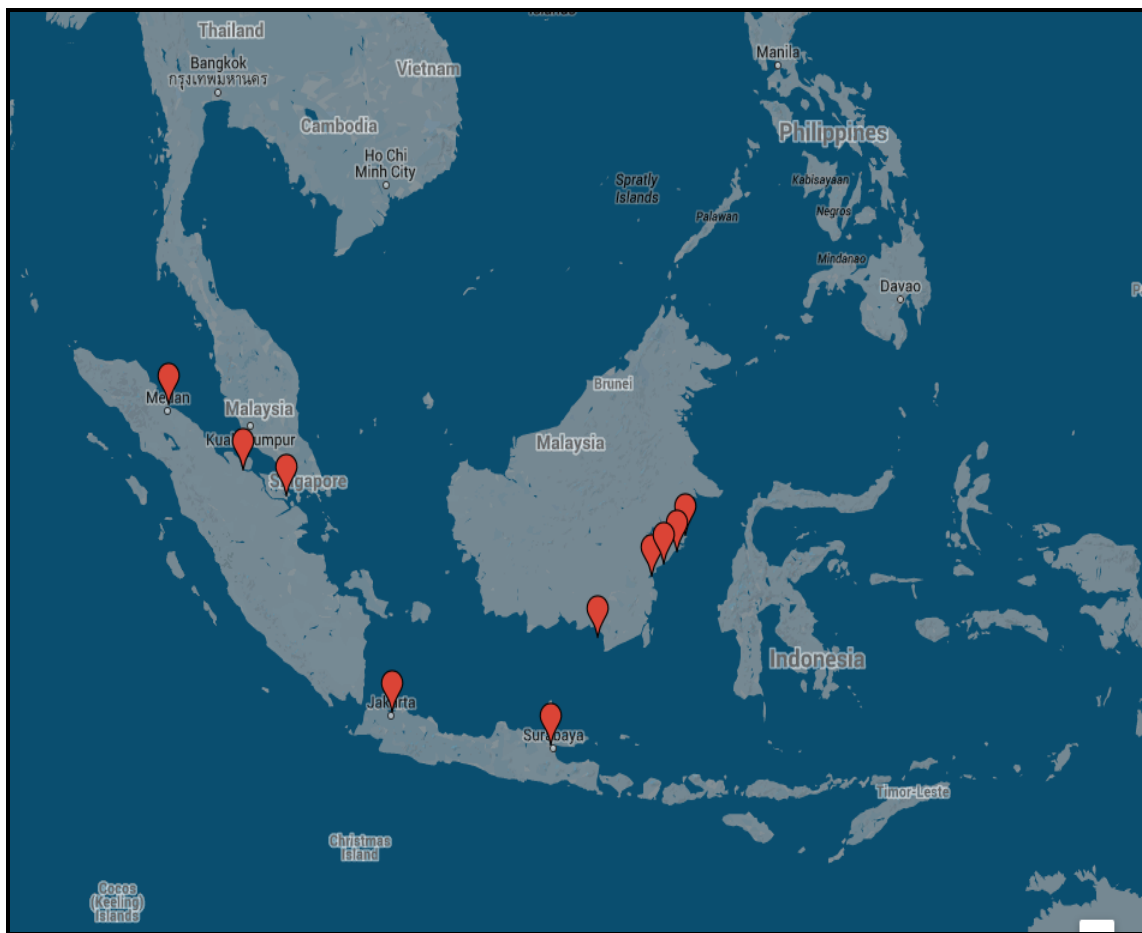 Islands
Thailand
Bangkok
กรุงเทพมหานคร
Vietnam
Manila
Cambodia
Philippines
Ho Chi
Minh City
Spratly
Islands
Kabisayaan
Palawan
Negros
Mindanao
Davao
Brunei
Malaysia
Malaysia
Indonesia
Timor-Leste
Christmas
Island
Cocos
(Keeling)
Islands